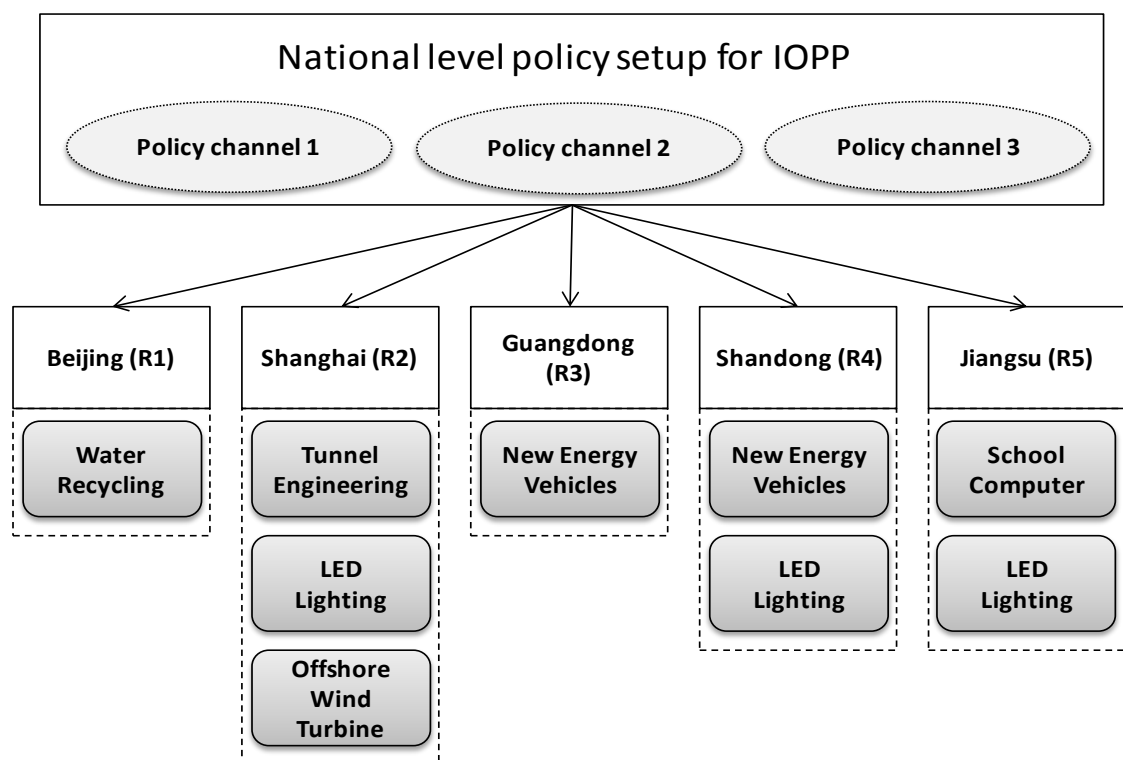 National level policy setup for IOPP
Policy channel 1
Policy channel 2
Policy channel 3
Beijing (R1)
Shanghai (R2)
Guangdong
(R3)
Shandong (R4)
Jiangsu (R5)
Water
Recycling
Tunnel
Engineering
New Energy
Vehicles
New Energy
Vehicles
School
Computer
LED
Lighting
LED
Lighting
LED
Lighting
Offshore
Wind
Turbine